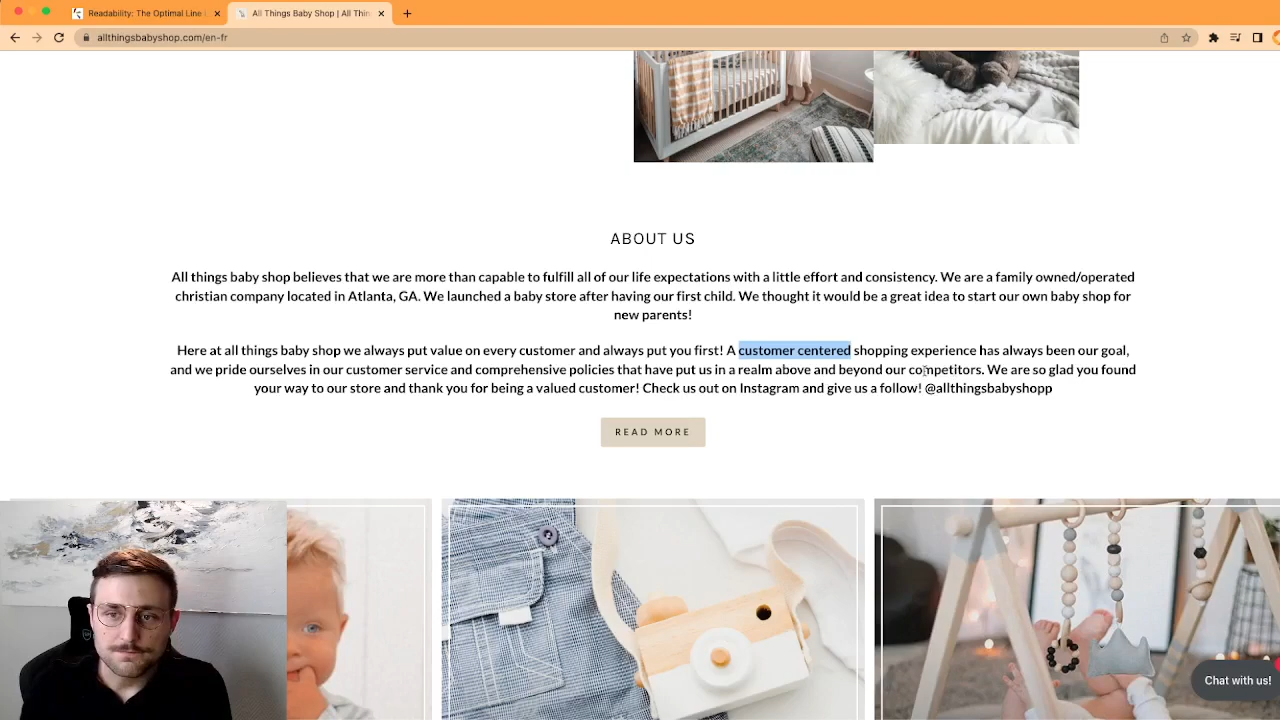 Readability: The Optimal Line
All Things Baby Shop | All Thin
allthingsbabyshop.com/en-fr
ABOUT US
All things baby shop believes that we are more than capable to fulfill all of our life expectations with a little effort and consistency. We are a family owned/operated
christian company located in Atlanta, GA. We launched a baby store after having our first child. We thought it would be a great idea to start our own baby shop for
new parents!
Here at all things baby shop we always put value on every customer and always put you first! A customer centered shopping experience has always been our goal,
and we pride ourselves in our customer service and comprehensive policies that have put us in a realm above and beyond our competitors. We are so glad you found
your way to our store and thank you for being a valued customer! Check us out on Instagram and give us a follow! @allthingsbabyshopp
READ MORE
Chat with us!